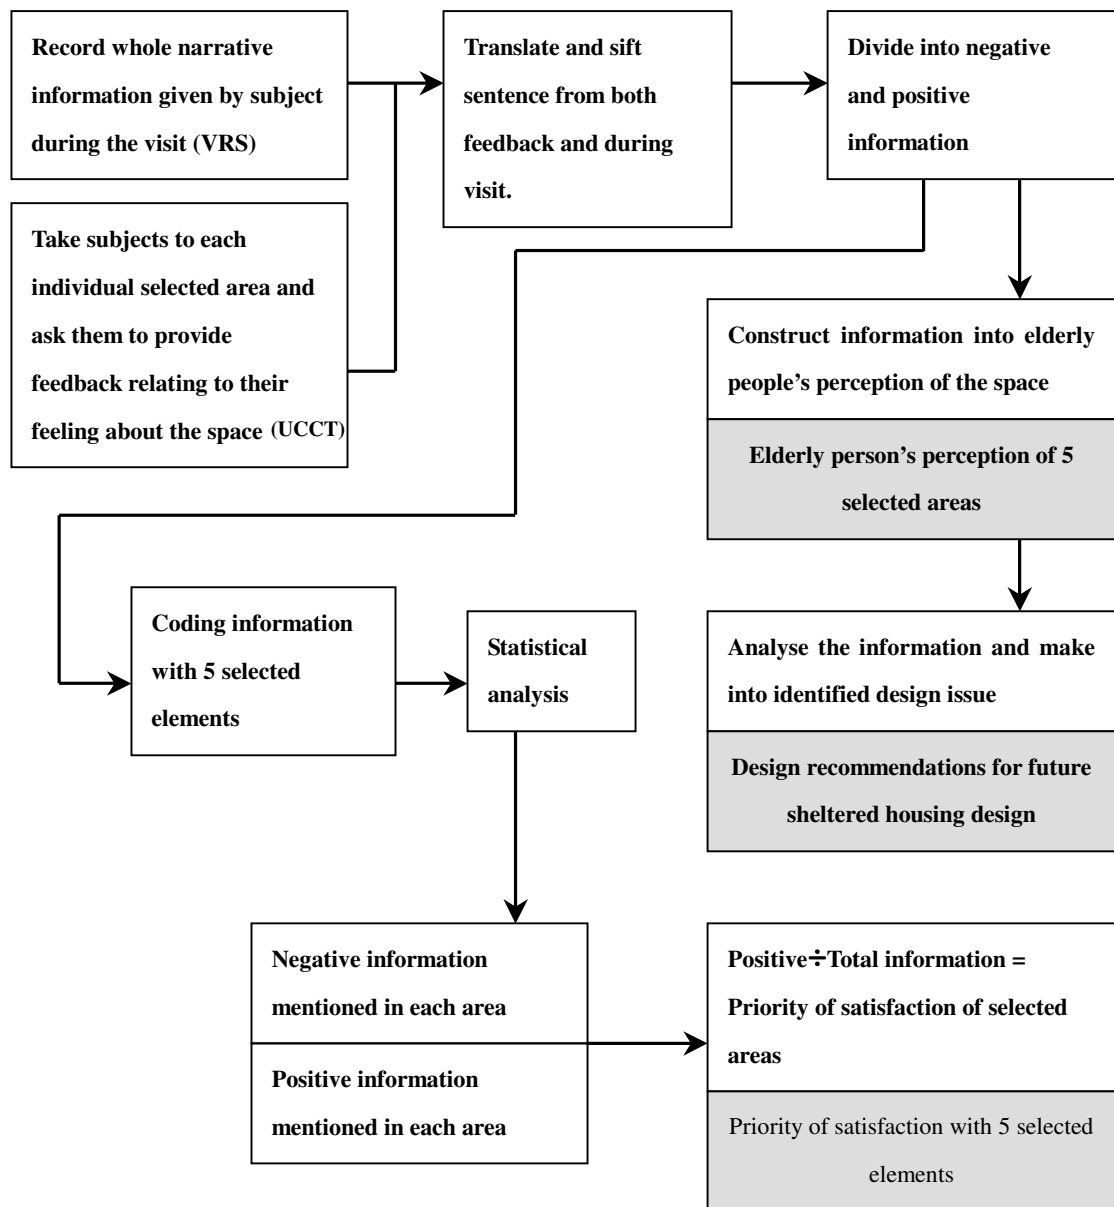 Record whole narrative
information given by subject
during the visit (VRS)
Translate and sift
sentence from both
feedback and during
visit.
Divide into negative
and positive
information
Take subjects to each
individual selected area and
ask them to provide
feedback relating to their
feeling about the space (UCCT)
Construct information into elderly
people’s perception of the space
Elderly person’s perception of 5
selected areas
Coding information
with 5 selected
elements
Statistical
analysis
Analyse the information and make
into identified design issue
Design recommendations for future
sheltered housing design
Negative information
mentioned in each area
Positive information
mentioned in each area
Positive÷Total information =
Priority of satisfaction of selected
areas
Priority of satisfaction with 5 selected
elements